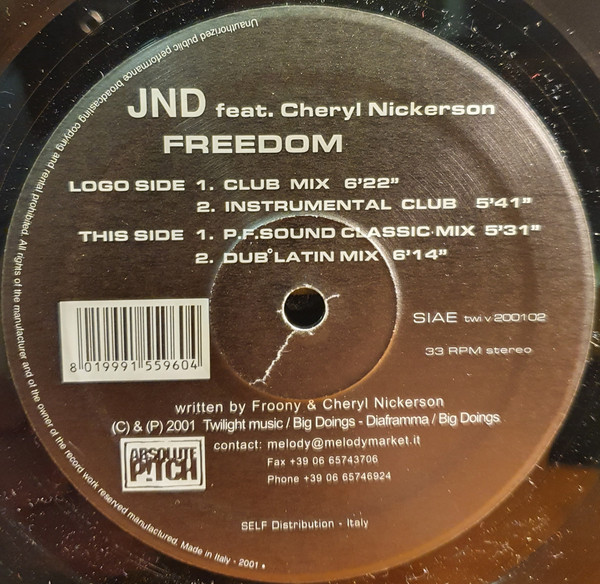 JND feat. Cheryl Nickerson
FREEDOM
LOGO SIDE 1. CLUB MIX 6'22"
2. INSTRUMENTAL CLUB 5'41"
THIS SIDE 1. P.F.SOUND CLASSIC MIX 5'31"
2. DUB°LATIN MIX 6'14"
SIAE twi v 200102
33 RPM stereo
8 019991 559604
written by Froony & Cheryl Nickerson
(C) & (P) 2001 Twilight music / Big Doings - Diaframma / Big Doings
contact: melody@melodymarket.it
Fax +39 06 65743706
Phone +39 06 65746924
ABSOLUTE
PITCH
SELF Distribution - Italy
Unauthorized public performance broadcasting copying and rental prohibited. All rights of the manufacturer and of the owner of the record work reserved manufactured. Made in Italy - 2001 •